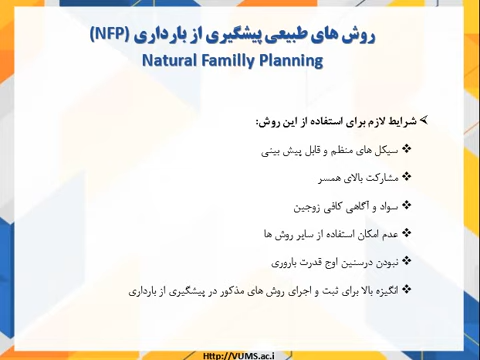 روش های طبیعی پیشگیری از بارداری (NFP)
Natural Familly Planning
شرایط لازم برای استفاده از این روش:
سیکل های منظم و قابل پیش بینی
مشارکت بالای همسر
سواد و آگاهی کافی زوجین
عدم امکان استفاده از سایر روش ها
نبودن درسنین اوج قدرت باروری
انگیزه بالا برای ثبت و اجرای روش های مذکور در پیشگیری از بارداری
Http://VUMS.ac.i